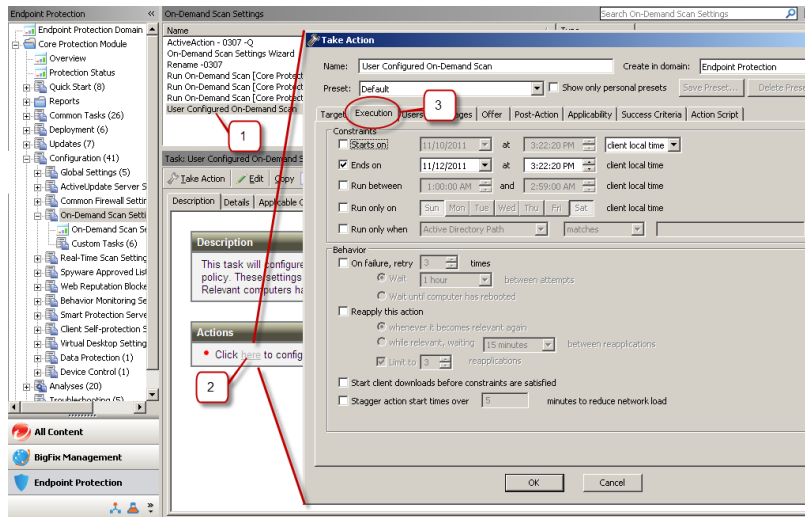 Endpoint Protection
Endpoint Protection Domain
Core Protection Module
Overview
Protection Status
Quick Start (8)
Reports
Common Tasks (26)
Deployment (6)
Updates (7)
Configuration (41)
Global Settings (5)
ActiveUpdate Server S
Common Firewall Settin
On-Demand Scan Setti
On-Demand Scan Se
Custom Tasks (6)
Real-Time Scan Setting
Spyware Approved List
Web Reputation Blocke
Behavior Monitoring Se
Smart Protection Serve
Client Self-protection S
Virtual Desktop Setting
Data Protection (1)
Device Control (1)
Analyses (20)
Troubleshooting (5)
All Content
BigFix Management
Endpoint Protection
On-Demand Scan Settings
Search On-Demand Scan Settings
Name
Type
ActiveAction - 0307 -Q
On-Demand Scan Settings Wizard
Rename -0307
Run On-Demand Scan [Core Protect
Run On-Demand Scan [Core Protect
Run On-Demand Scan [Core Protect
User Configured On-Demand Scan
1
Task: User Configured On-Demand S
Take Action
Edit
Copy
Description
Details
Applicable C
Description
This task will configure
policy. These settings
Relevant computers ha
Actions
Click here to config
2
Take Action
Name:
User Configured On-Demand Scan
Create in domain:
Endpoint Protection
Preset:
Default
Show only personal presets
Save Preset...
Delete Prese
3
Target
Execution
Users
ges
Offer
Post-Action
Applicability
Success Criteria
Action Script
Constraints
Starts on
11/10/2011
at
3:22:20 PM
client local time
Ends on
11/12/2011
at
3:22:20 PM
client local time
Run between
1:00:00 AM
and
2:59:00 AM
client local time
Run only on
Sun
Mon
Tue
Wed
Thu
Fri
Sat
client local time
Run only when
Active Directory Path
matches
Behavior
On failure, retry
3
times
Wait
1 hour
between attempts
Wait until computer has rebooted
Reapply this action
whenever it becomes relevant again
while relevant, waiting
15 minutes
between reapplications
Limit to
3
reapplications
Start client downloads before constraints are satisfied
Stagger action start times over
5
minutes to reduce network load
OK
Cancel